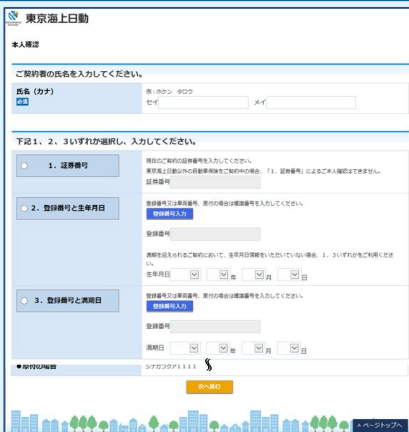 東京海上日動
本人確認
ご契約者の氏名を入力してください。
氏名（カナ） 例：ホケン タロウ
必須 セイ メイ
下記１、２、３いずれか選択し、入力してください。
１．証券番号
現在のご契約の証券番号を入力してください。
東京海上日動以外の自動車保険をご契約中の場合、「１．証券番号」によるご本人確認はできません。
証券番号
２．登録番号と生年月日
登録番号又は車両番号、原付の場合は標識番号を入力してください。
登録番号入力
登録番号
満期を迎えられるご契約において、生年月日情報をいただいていない場合、１、３いずれかをご利用ください。
生年月日 年 月 日
３．登録番号と満期日
登録番号又は車両番号、原付の場合は標識番号を入力してください。
登録番号入力
登録番号
満期日 年 月 日
●原付の場合 シナガワクア１１１１
次へ進む
ページトップへ